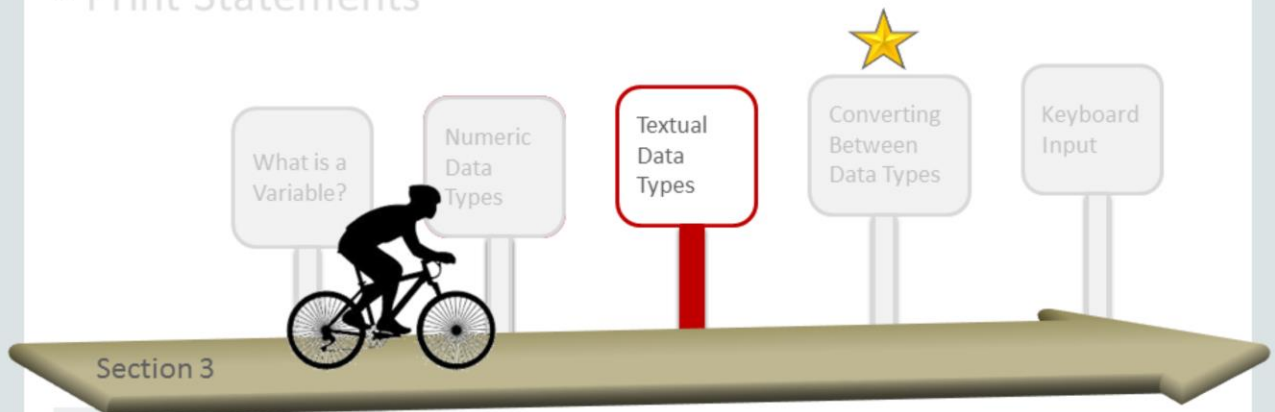 Print Statements
What is a
Variable?
Numeric
Data
Types
Textual
Data
Types
Converting
Between
Data Types
Keyboard
Input
Section 3